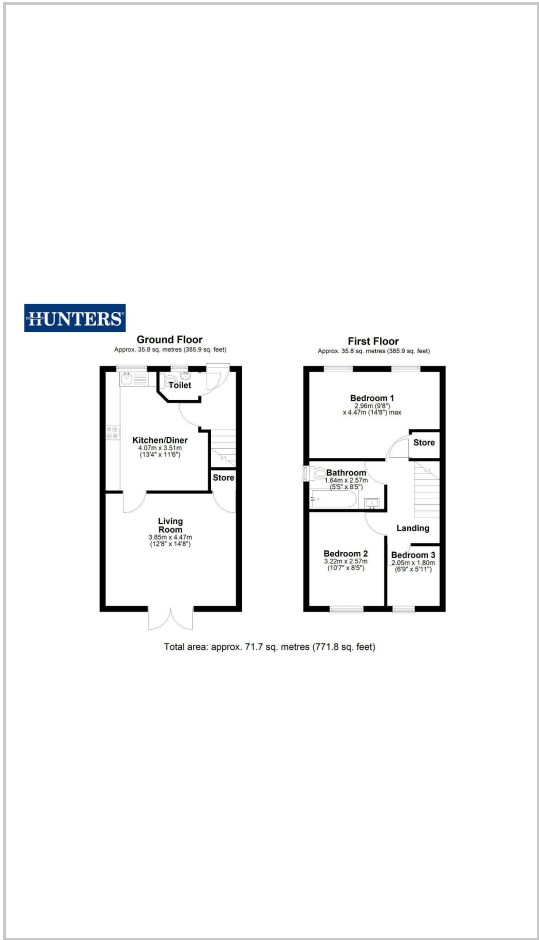 HUNTERS
Ground Floor
Approx. 35.8 sq. metres (385.9 sq. feet)
Toilet
Kitchen/Diner
4.07m x 3.51m
(13'4" x 11'6")
Store
Living
Room
3.85m x 4.47m
(12'8" x 14'8")
First Floor
Approx. 35.8 sq. metres (385.9 sq. feet)
Bedroom 1
2.96m (9'8")
x 4.47m (14'8") max
Store
Bathroom
1.64m x 2.57m
(5'5" x 8'5")
Landing
Bedroom 2
3.22m x 2.57m
(10'7" x 8'5")
Bedroom 3
2.05m x 1.80m
(6'9" x 5'11")
Total area: approx. 71.7 sq. metres (771.8 sq. feet)